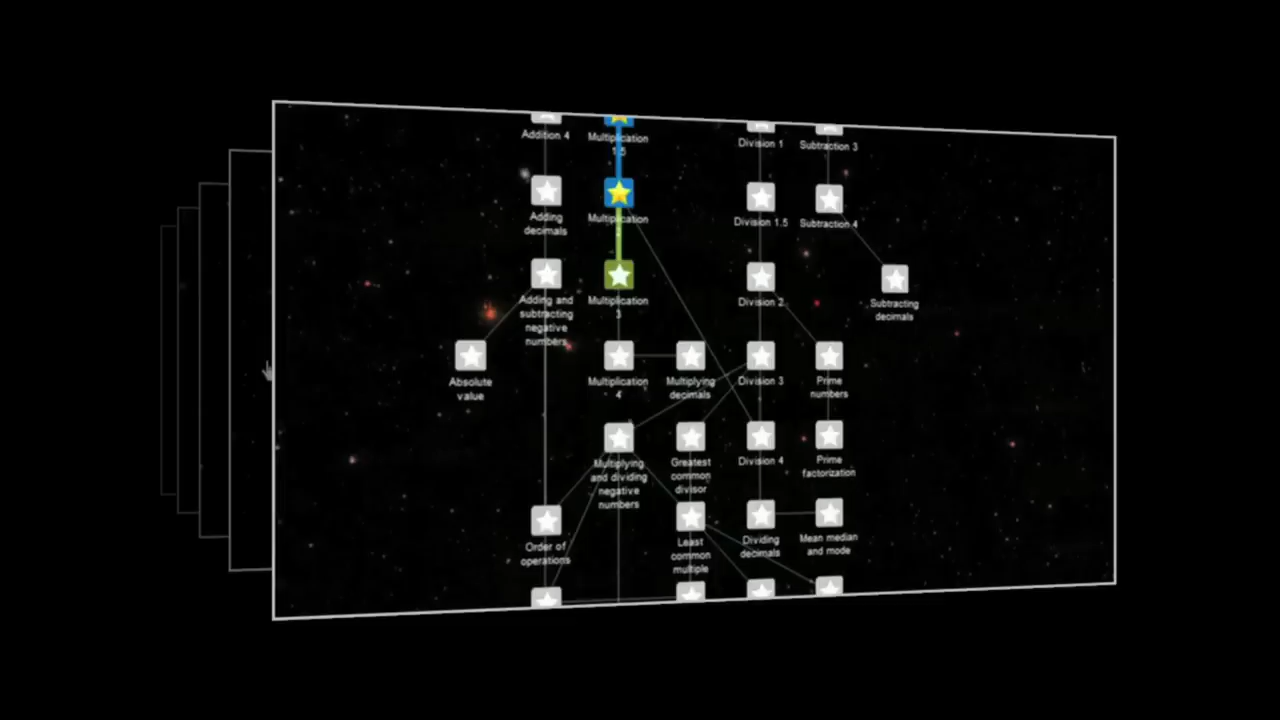 Addition 4
Multiplication
1.5
Division 1
Subtraction 3
Adding
decimals
Multiplication
2
Division 1.5
Subtraction 4
Adding and
subtracting
negative
numbers
Multiplication
3
Division 2
Subtracting
decimals
Absolute
value
Multiplication
4
Multiplying
decimals
Division 3
Prime
numbers
Multiplying
and dividing
negative
numbers
Greatest
common
divisor
Division 4
Prime
factorization
Order of
operations
Least
common
multiple
Dividing
decimals
Mean median
and mode